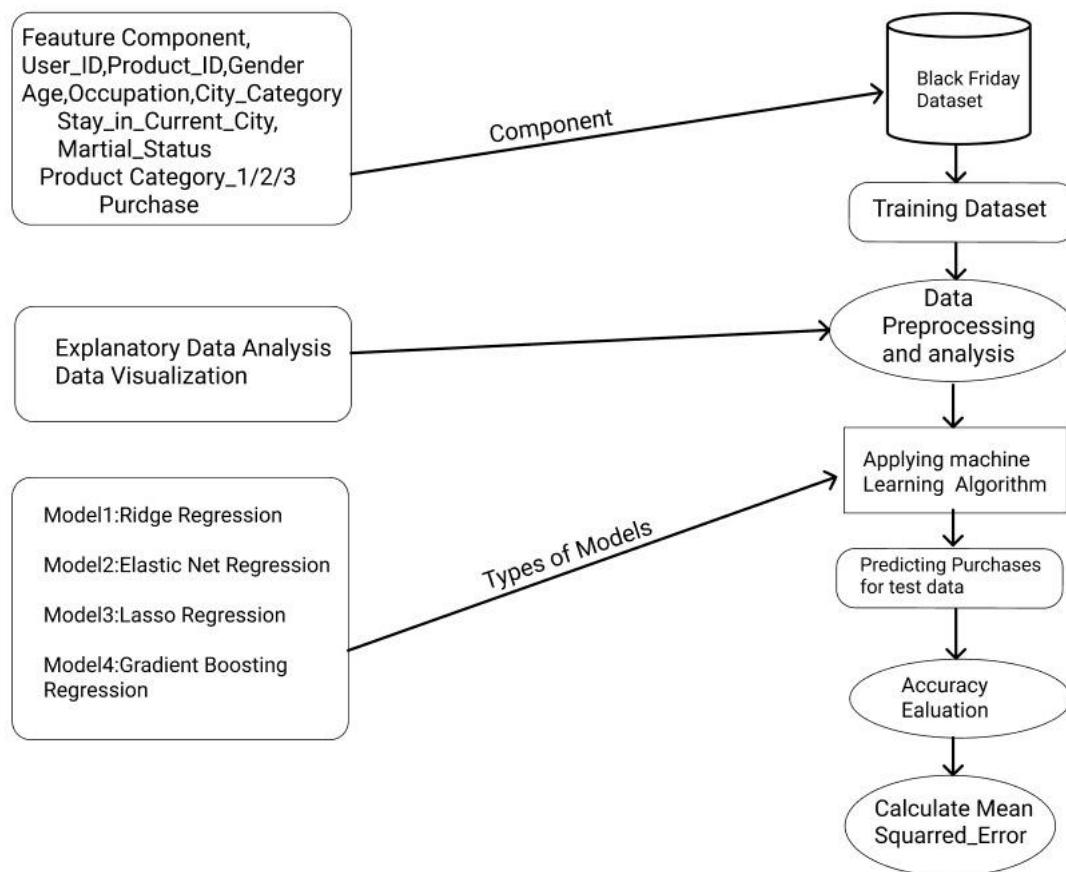 Feauture Component,
User_ID,Product_ID,Gender
Age,Occupation,City_Category
Stay_in_Current_City,
Martial_Status
Product Category_1/2/3
Purchase
Component
Black Friday
Dataset
Training Dataset
Explanatory Data Analysis
Data Visualization
Data
Preprocessing
and analysis
Model1:Ridge Regression
Model2:Elastic Net Regression
Model3:Lasso Regression
Model4:Gradient Boosting
Regression
Types of Models
Applying machine
Learning Algorithm
Predicting Purchases
for test data
Accuracy
Ealuation
Calculate Mean
Squarred_Error